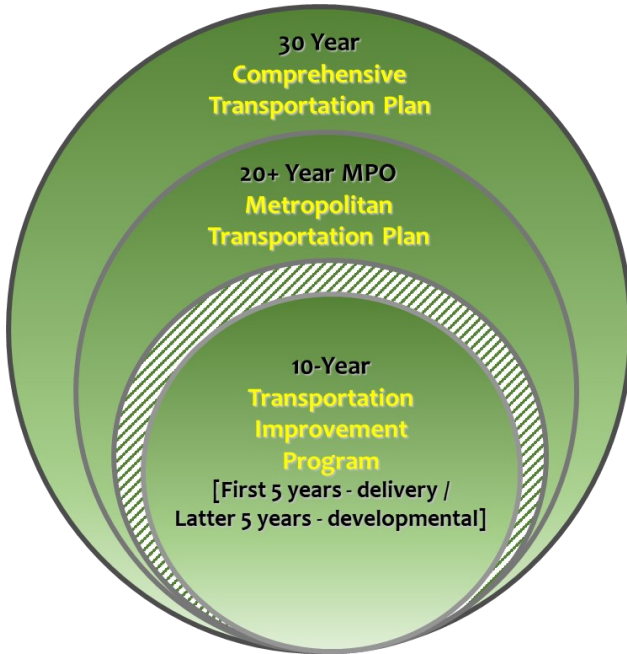 30 Year
Comprehensive
Transportation Plan
20+ Year MPO
Metropolitan
Transportation Plan
10-Year
Transportation
Improvement
Program
[First 5 years - delivery /
Latter 5 years - developmental]